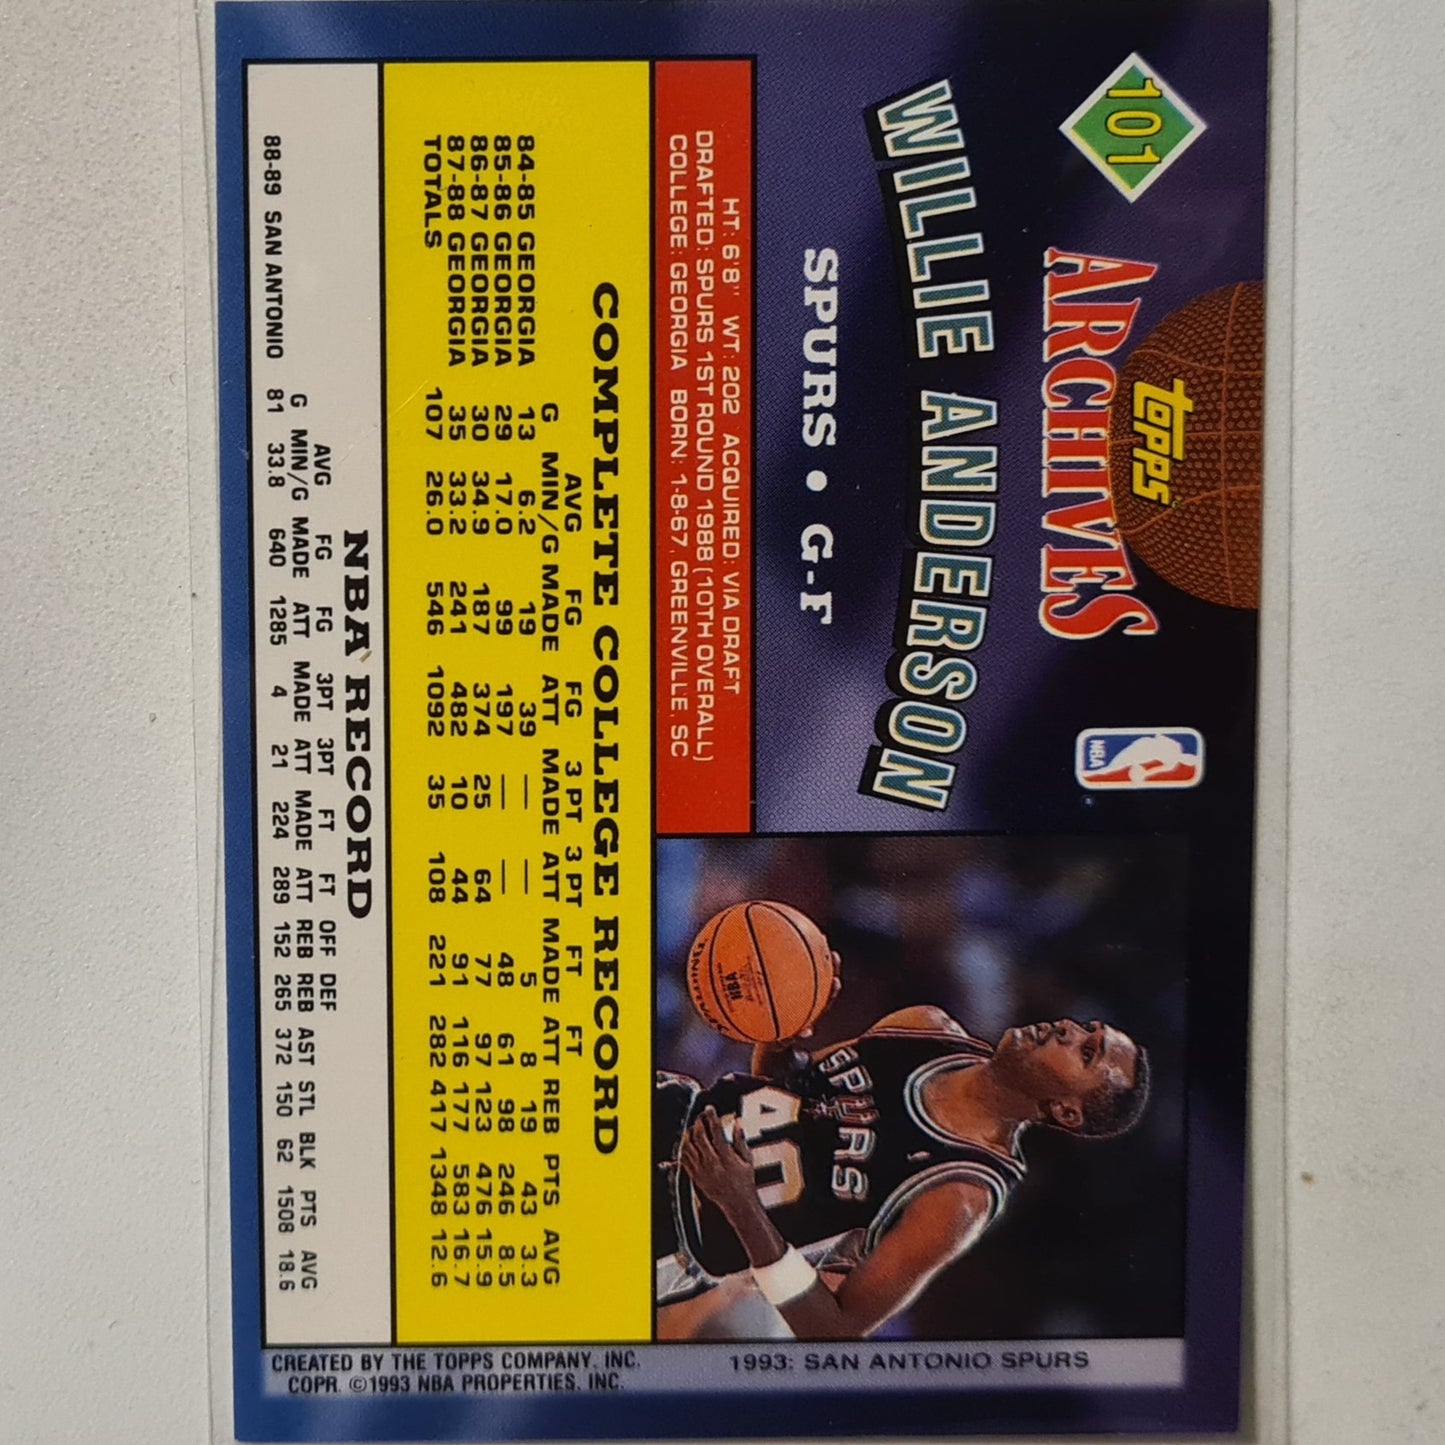 101
topps
ARCHIVES
NBA
WILLIE ANDERSON
SPURS • G-F
HT: 6'8" WT: 202 ACQUIRED: VIA DRAFT
DRAFTED: SPURS 1ST ROUND 1988 (10TH OVERALL)
COLLEGE: GEORGIA BORN: 1-8-67, GREENVILLE, SC
SPURS
40
NBA
SPALDING
1993: SAN ANTONIO SPURS
COMPLETE COLLEGE RECORD
AVG FG FG 3PT 3PT FT FT
G MIN/G MADE ATT MADE ATT MADE ATT REB PTS AVG
84-85 GEORGIA 13 6.2 19 39 — — 5 8 19 43 3.3
85-86 GEORGIA 29 17.0 99 197 — — 48 61 98 246 8.5
86-87 GEORGIA 30 34.9 187 374 25 64 77 97 123 476 15.9
87-88 GEORGIA 35 33.2 241 482 10 44 91 116 177 583 16.7
TOTALS 107 26.0 546 1092 35 108 221 282 417 1348 12.6
NBA RECORD
AVG FG FG 3PT 3PT FT FT OFF DEF
G MIN/G MADE ATT MADE ATT MADE ATT REB REB AST STL BLK PTS AVG
88-89 SAN ANTONIO 81 33.8 640 1285 4 21 224 289 152 265 372 150 62 1508 18.6
CREATED BY THE TOPPS COMPANY, INC.
COPR. ©1993 NBA PROPERTIES, INC.